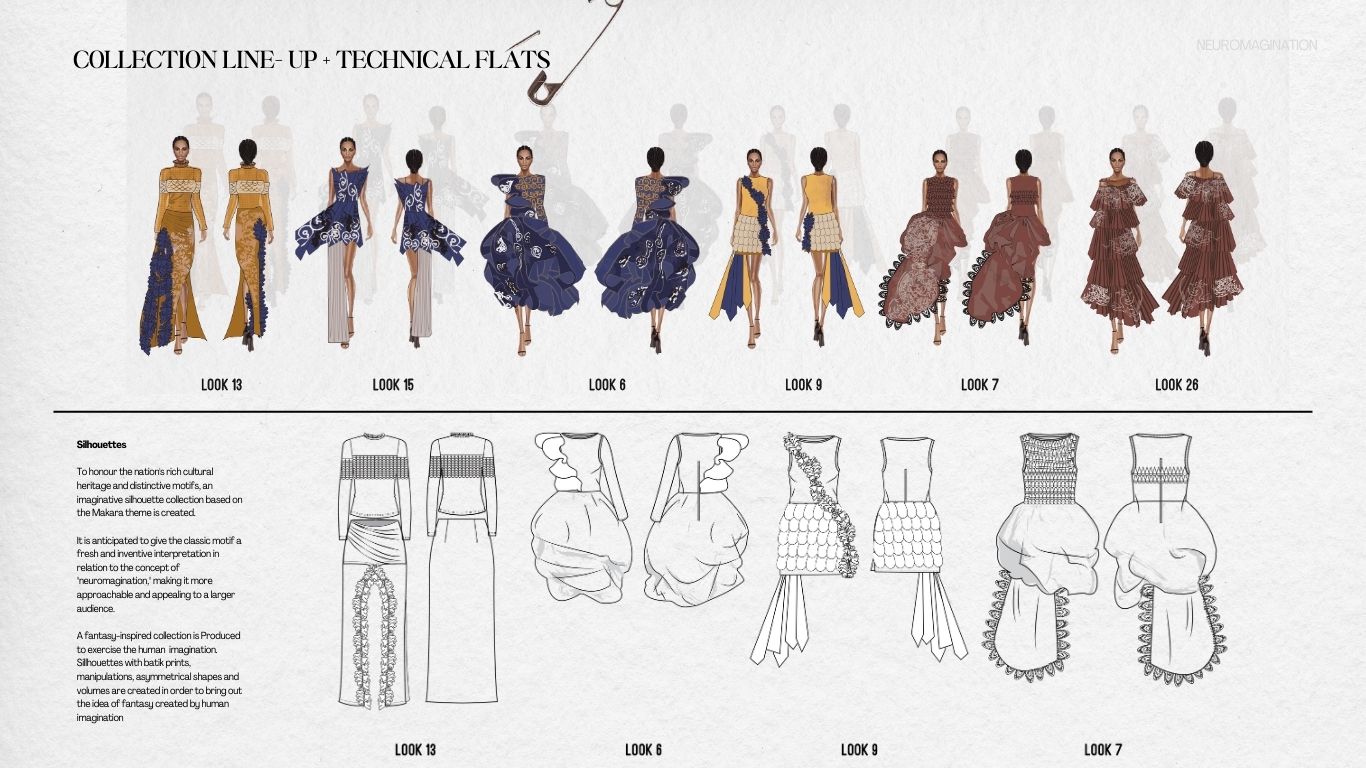 COLLECTION LINE- UP + TECHNICAL FLATS
NEUROMAGINATION
LOOK 13
LOOK 15
LOOK 6
LOOK 9
LOOK 7
LOOK 26
Silhouettes
To honour the nation's rich cultural
heritage and distinctive motifs, an
imaginative silhouette collection based on
the Makara theme is created.
It is anticipated to give the classic motif a
fresh and inventive interpretation in
relation to the concept of
'neuromagination,' making it more
approachable and appealing to a larger
audience.
A fantasy-inspired collection is Produced
to exercise the human imagination.
Silhouettes with batik prints,
manipulations, asymmetrical shapes and
volumes are created in order to bring out
the idea of fantasy created by human
imagination
LOOK 13
LOOK 6
LOOK 9
LOOK 7